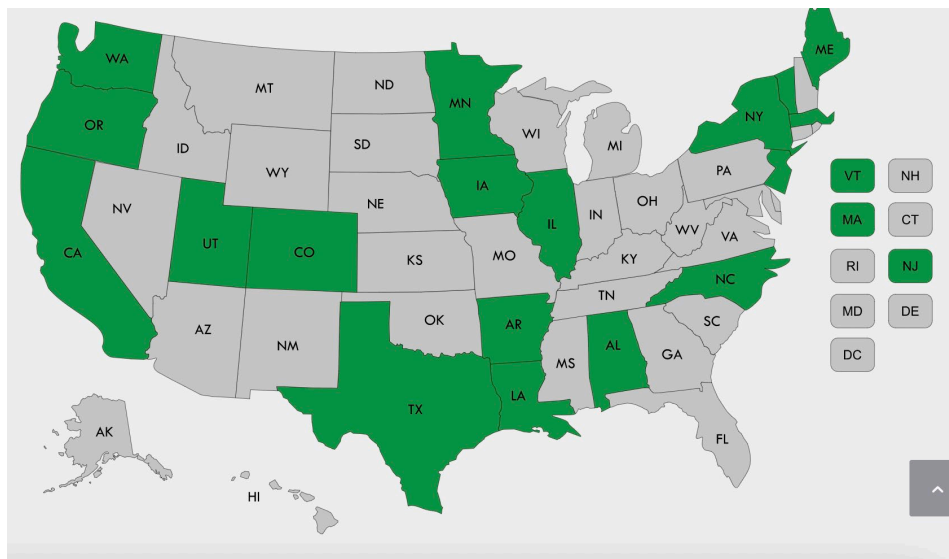 WA
ME
MT
ND
MN
OR
NY
WI
SD
MI
ID
PA
WY
VT
NH
IA
NE
OH
NV
IN
IL
MA
CT
UT
WV
VA
CO
CA
MO
KY
KS
RI
NJ
NC
TN
MD
DE
OK
SC
AR
AZ
NM
AL
DC
GA
MS
LA
TX
AK
FL
HI